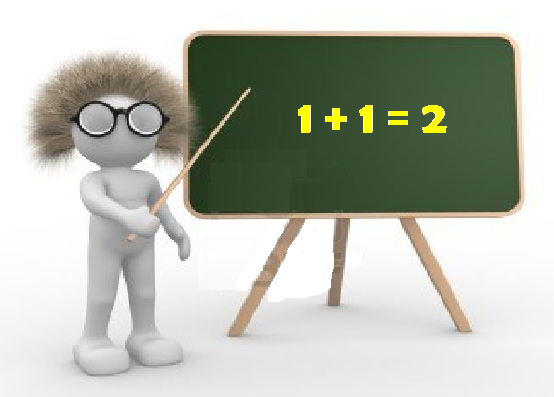 1 + 1 = 2